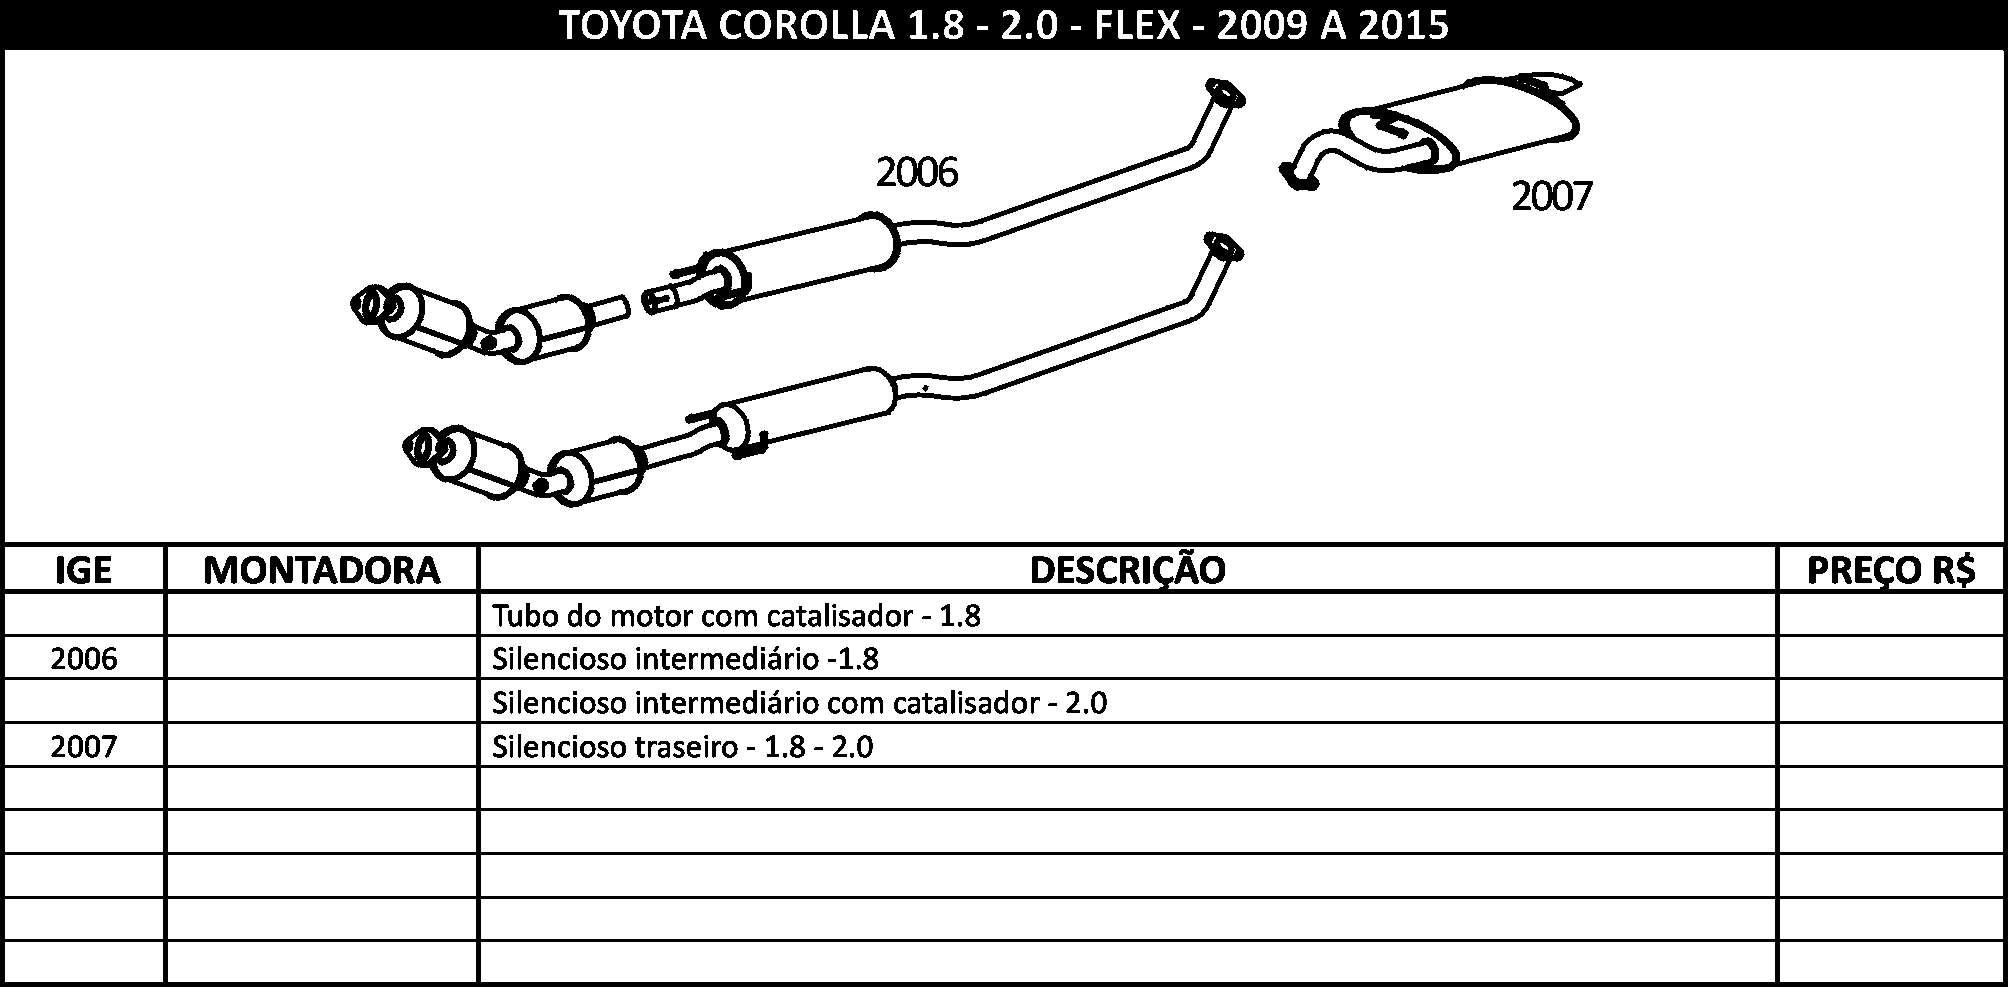 TOYOTA COROLLA 1.8 - 2.0 - FLEX - 2009 A 2015
2006
2007
IGE MONTADORA DESCRIÇÃO PREÇO R$
Tubo do motor com catalisador - 1.8
2006 Silencioso intermediário -1.8
Silencioso intermediário com catalisador - 2.0
2007 Silencioso traseiro - 1.8 - 2.0